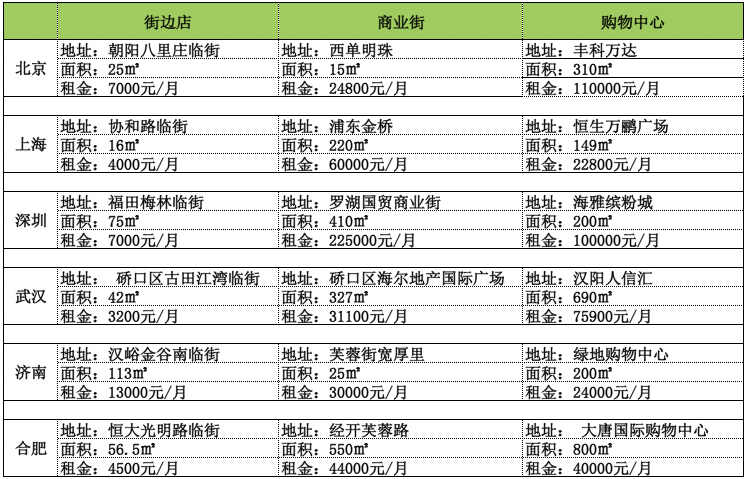 街边店 商业街 购物中心
地址：朝阳八里庄临街 地址：西单明珠 地址：丰科万达
北京 面积：25㎡ 面积：15㎡ 面积：310㎡
租金：7000元/月 租金：24800元/月 租金：110000元/月
地址：协和路临街 地址：浦东金桥 地址：恒生万鹏广场
上海 面积：16㎡ 面积：220㎡ 面积：149㎡
租金：4000元/月 租金：60000元/月 租金：22800元/月
地址：福田梅林临街 地址：罗湖国贸商业街 地址：海雅缤粉城
深圳 面积：75㎡ 面积：410㎡ 面积：200㎡
租金：7000元/月 租金：225000元/月 租金：100000元/月
地址： 硚口区古田江湾临街 地址：硚口区海尔地产国际广场 地址：汉阳人信汇
武汉 面积：42㎡ 面积：327㎡ 面积：690㎡
租金：3200元/月 租金：31100元/月 租金：75900元/月
地址：汉峪金谷南临街 地址：芙蓉街宽厚里 地址：绿地购物中心
济南 面积：113㎡ 面积：25㎡ 面积：200㎡
租金：13000元/月 租金：30000元/月 租金：24000元/月
地址：恒大光明路临街 地址：经开芙蓉路 地址： 大唐国际购物中心
合肥 面积：56.5㎡ 面积：550㎡ 面积：800㎡
租金：4500元/月 租金：44000元/月 租金：40000元/月